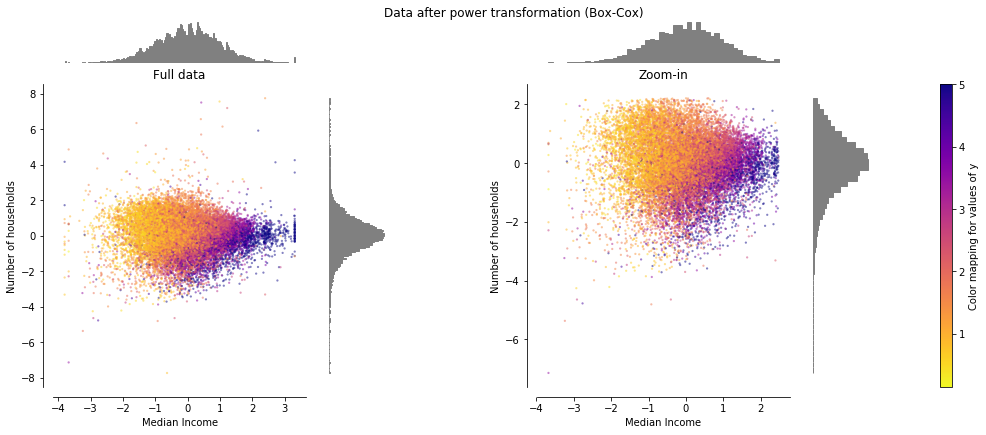 Data after power transformation (Box-Cox)
Full data
Zoom-in
8
6
4
2
0
−2
−4
−6
−8
Number of households
−4 −3 −2 −1 0 1 2 3
Median Income
2
0
−2
−4
−6
Number of households
−4 −3 −2 −1 0 1 2
Median Income
5
4
3
2
1
Color mapping for values of y